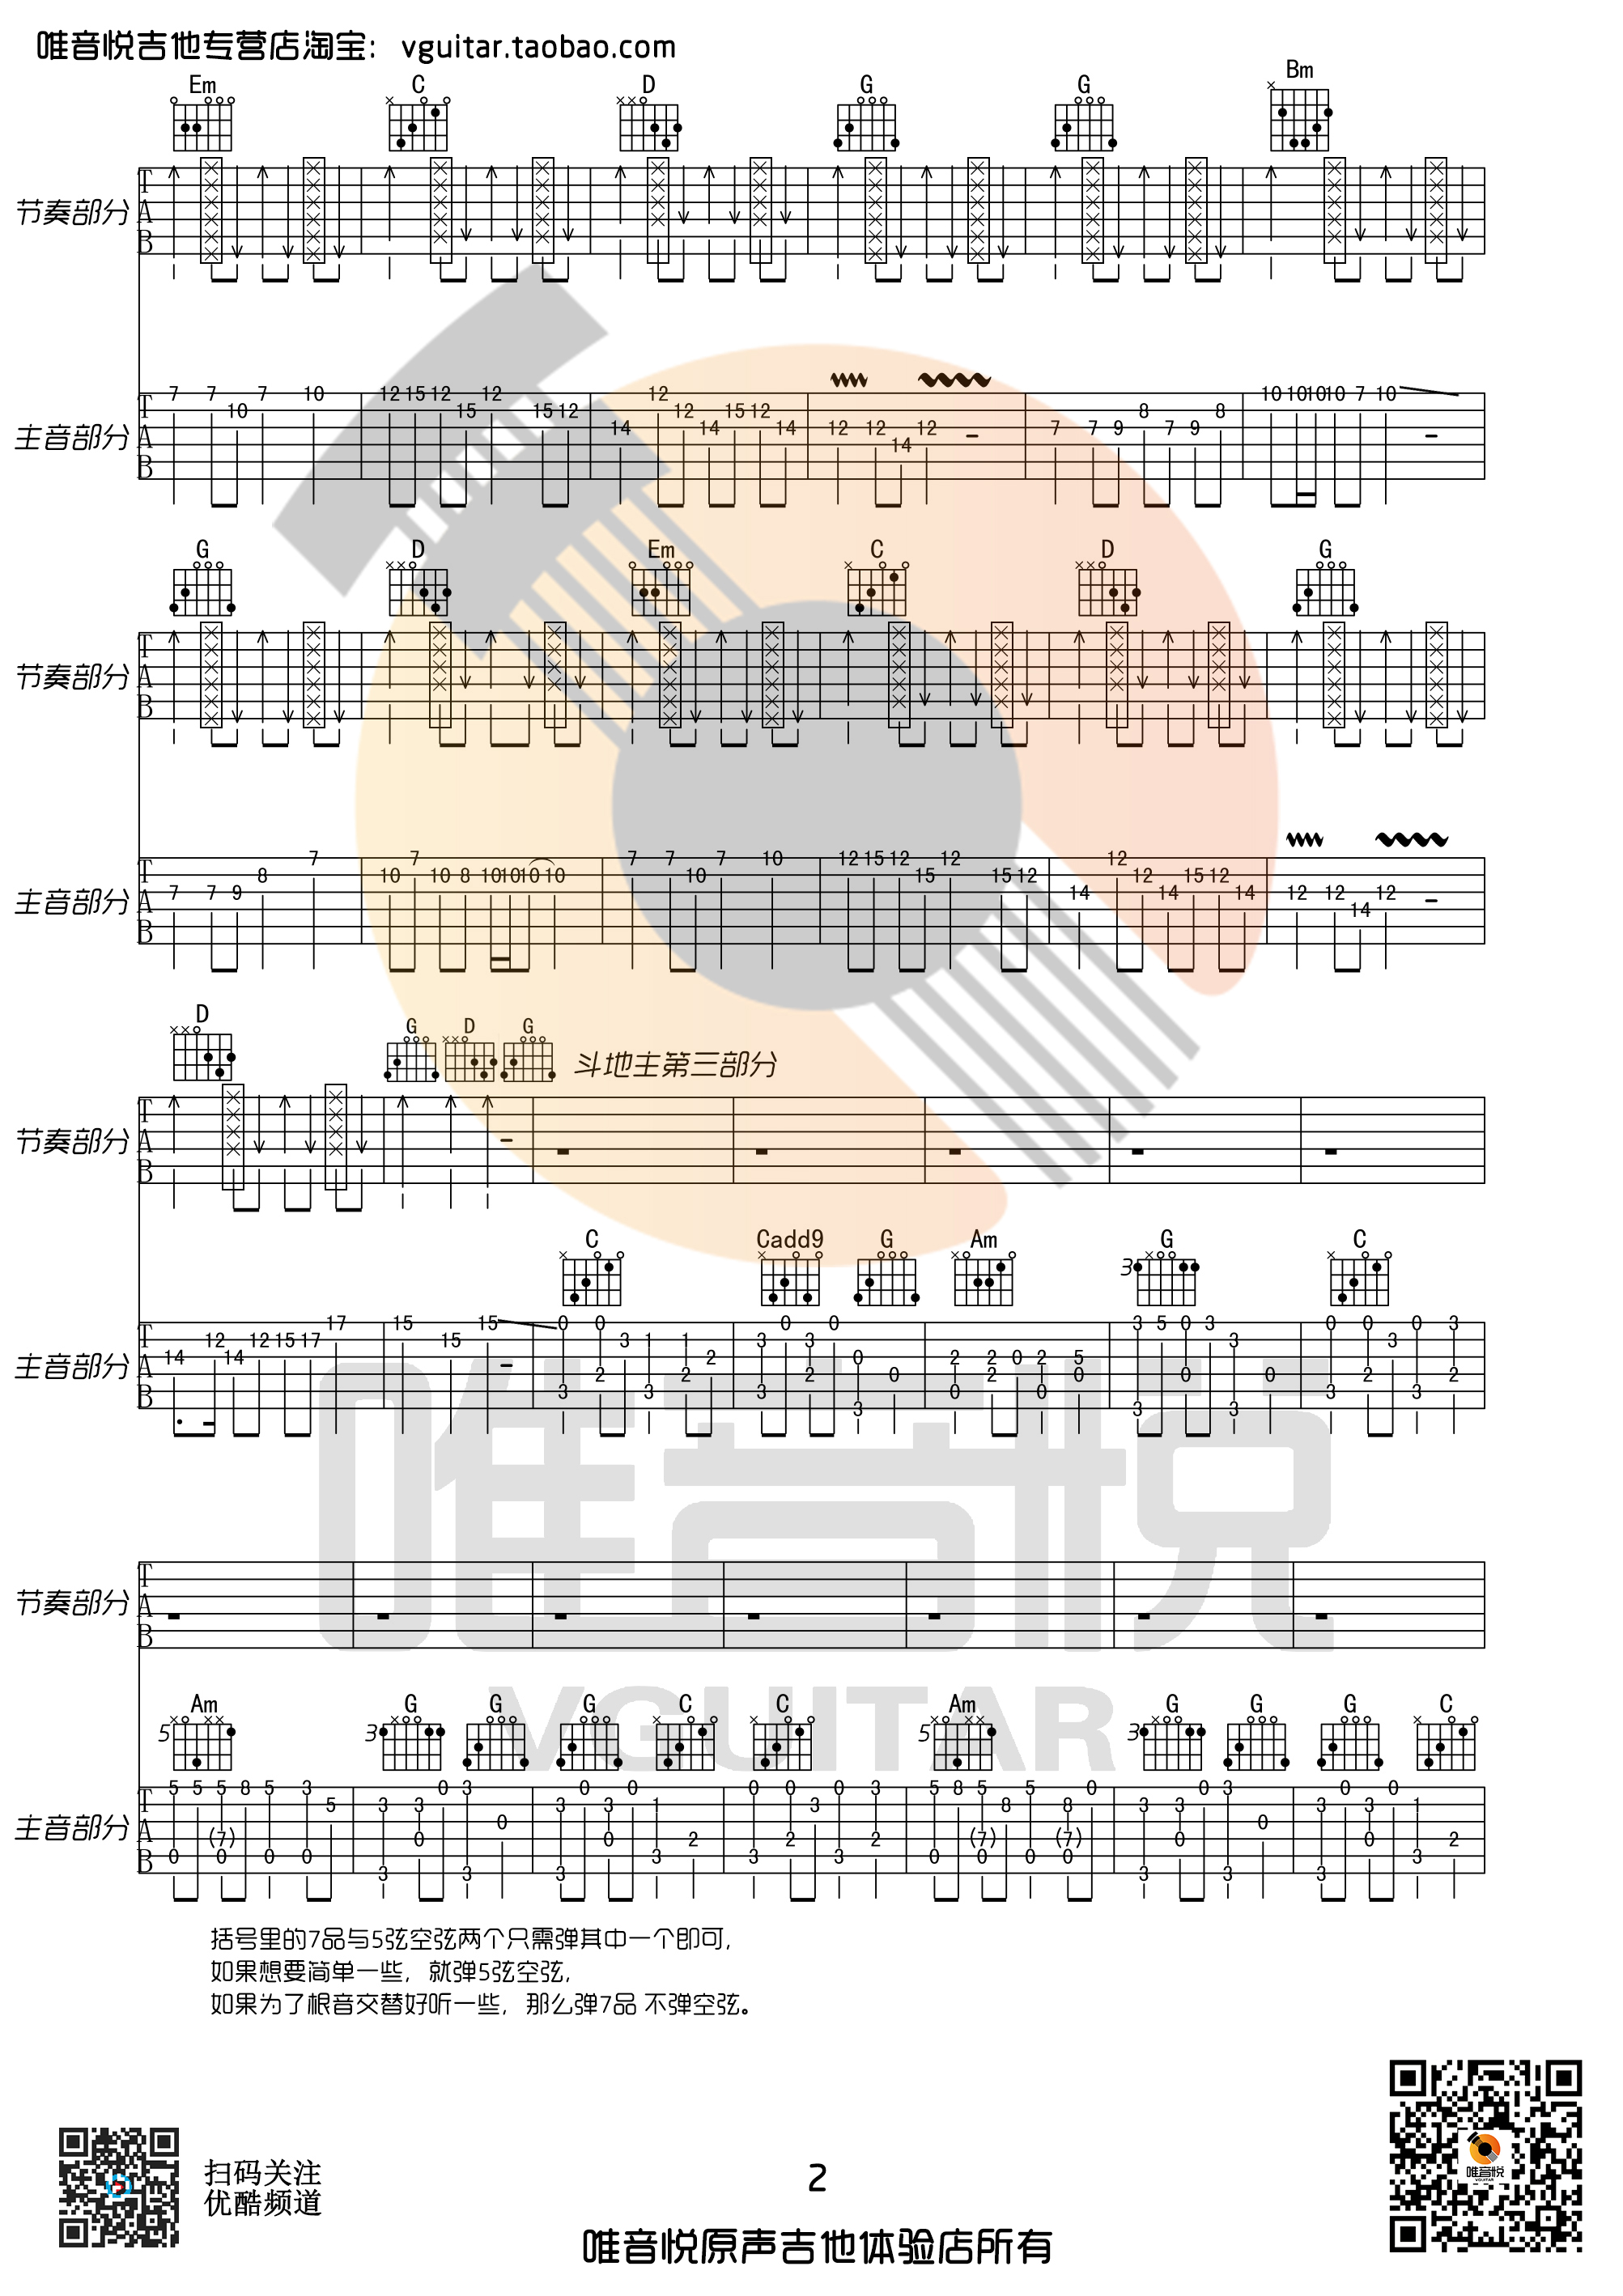 唯音悦吉他专营店淘宝: vguitar.taobao.com
Em C D G G Bm
节奏部分 T A B
主音部分 T A B
7 7 10 7 10 12 15 12 15 12 15 12 14 12 12 14 15 12 14 12 12 14 12 7 7 9 8 7 9 8 10 10 10 10 7 10
G D Em C D G
节奏部分 T A B
主音部分 T A B
7 7 9 8 7 10 7 10 8 10 10 10 10 7 7 10 7 10 12 15 12 15 12 15 12 14 12 12 14 15 12 14 12 12 14 12
D G D G 斗地主第三部分
节奏部分 T A B
C Cadd9 G Am 3 G C
主音部分 T A B
14 12 14 12 15 17 17 15 15 15 0 3 0 2 3 1 3 1 2 2 3 3 0 3 2 0 0 3 0 2 0 2 2 0 2 0 5 0 3 3 5 0 0 3 3 3 0 0 3 0 2 3 0 3 3 2
节奏部分 T A B
5 Am 3 G G G C C 5 Am 3 G G G C
主音部分 T A B
5 0 5 5 (7) 0 8 5 0 3 0 5 3 3 3 0 0 3 3 0 3 3 0 3 0 0 1 3 2 0 3 0 2 3 0 3 3 2 5 0 8 5 (7) 0 8 5 0 8 (7) 0 0 3 3 3 0 0 3 3 0 3 3 0 3 0 0 1 3 2
括号里的7品与5弦空弦两个只需弹其中一个即可,
如果想要简单一些, 就弹5弦空弦,
如果为了根音交替好听一些, 那么弹7品 不弹空弦。
扫码关注
优酷频道
2
唯音悦原声吉他体验店所有
唯音悦
VGUITAR
唯音悦
VGUITAR